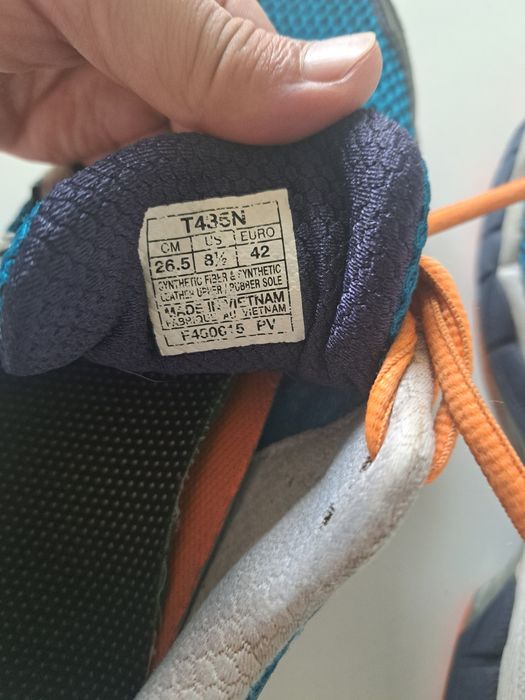 T435N
CM US EURO
26.5 8½ 42
SYNTHETIC FIBER & SYNTHETIC
LEATHER UPPER / RUBBER SOLE
MADE IN VIETNAM
FABRIQUE AU VIETNAM
F450615 PV